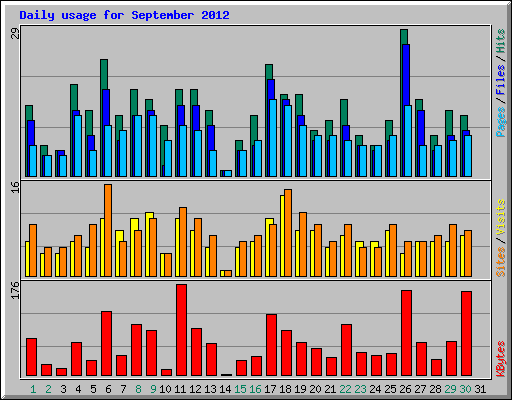 Daily usage for September 2012
29
Pages / Files / Hits
16
Sites / Visits
176
KBytes
1 2 3 4 5 6 7 8 9 10 11 12 13 14 15 16 17 18 19 20 21 22 23 24 25 26 27 28 29 30 31